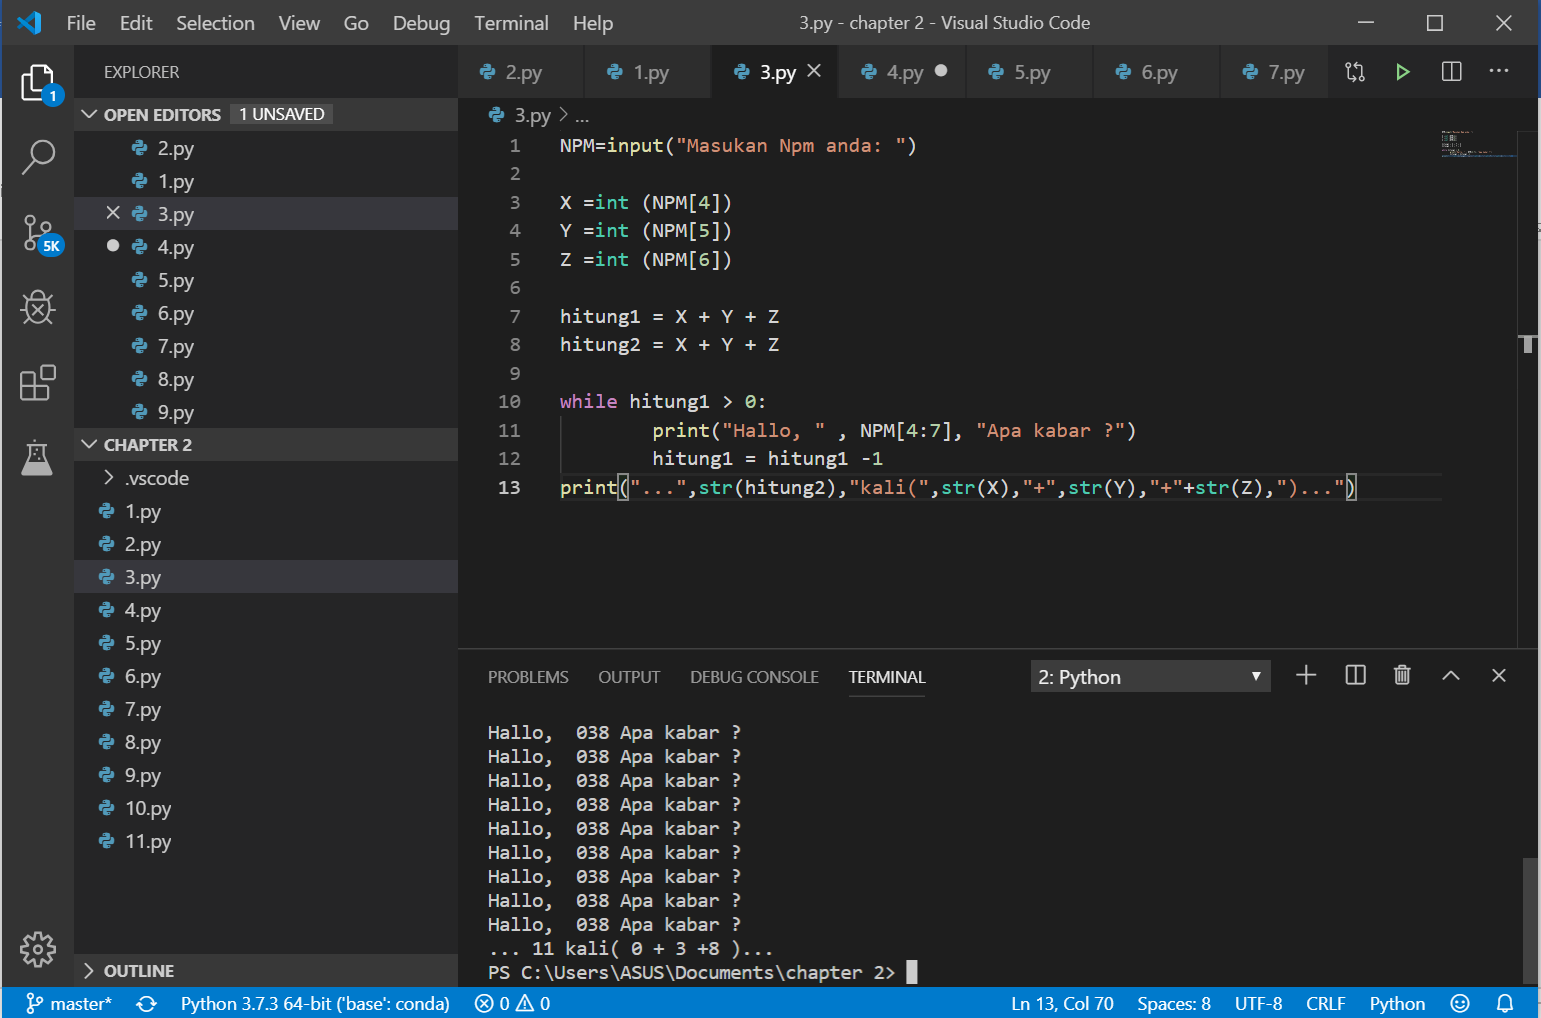 File Edit Selection View Go Debug Terminal Help 3.py - chapter 2 - Visual Studio Code
1
5K
EXPLORER
OPEN EDITORS 1 UNSAVED
2.py
1.py
3.py
4.py
5.py
6.py
7.py
8.py
9.py
CHAPTER 2
.vscode
1.py
2.py
3.py
4.py
5.py
6.py
7.py
8.py
9.py
10.py
11.py
OUTLINE
2.py 1.py 3.py 4.py 5.py 6.py 7.py ...
3.py > ...
1 NPM=input("Masukan Npm anda: ")
2
3 X =int (NPM[4])
4 Y =int (NPM[5])
5 Z =int (NPM[6])
6
7 hitung1 = X + Y + Z
8 hitung2 = X + Y + Z
9
10 while hitung1 > 0:
11 print("Hallo, " , NPM[4:7], "Apa kabar ?")
12 hitung1 = hitung1 -1
13 print("...",str(hitung2),"kali(",str(X),"+",str(Y),"+"+str(Z),")...")
PROBLEMS OUTPUT DEBUG CONSOLE TERMINAL 2: Python
Hallo,  038 Apa kabar ?
Hallo,  038 Apa kabar ?
Hallo,  038 Apa kabar ?
Hallo,  038 Apa kabar ?
Hallo,  038 Apa kabar ?
Hallo,  038 Apa kabar ?
Hallo,  038 Apa kabar ?
Hallo,  038 Apa kabar ?
Hallo,  038 Apa kabar ?
... 11 kali( 0 + 3 +8 )...
PS C:\Users\ASUS\Documents\chapter 2>
master* Python 3.7.3 64-bit ('base': conda) 0 0 Ln 13, Col 70 Spaces: 8 UTF-8 CRLF Python